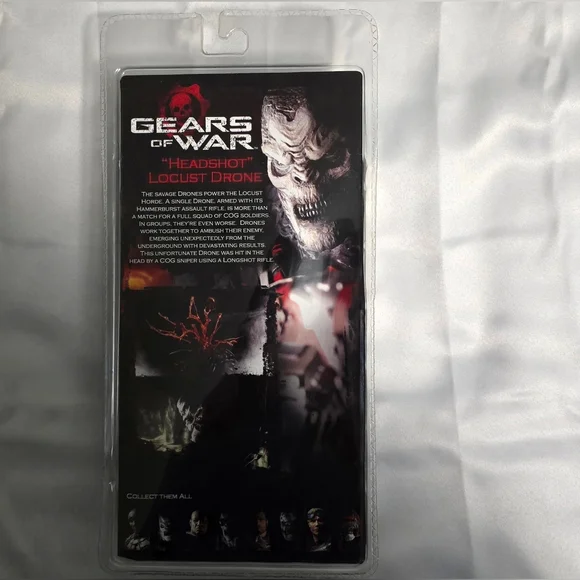 GEARS
OF WAR
"HEADSHOT"
LOCUST DRONE
THE SAVAGE DRONES POWER THE LOCUST
HORDE. A SINGLE DRONE, ARMED WITH ITS
HAMMERBURST ASSAULT RIFLE, IS MORE THAN
A MATCH FOR A FULL SQUAD OF COG SOLDIERS.
IN GROUPS, THEY'RE EVEN WORSE. DRONES
WORK TOGETHER TO AMBUSH THEIR ENEMY,
EMERGING UNEXPECTEDLY FROM THE
UNDERGROUND WITH DEVASTATING RESULTS.
THIS UNFORTUNATE DRONE WAS HIT IN THE
HEAD BY A COG SNIPER USING A LONGSHOT RIFLE.
COLLECT THEM ALL